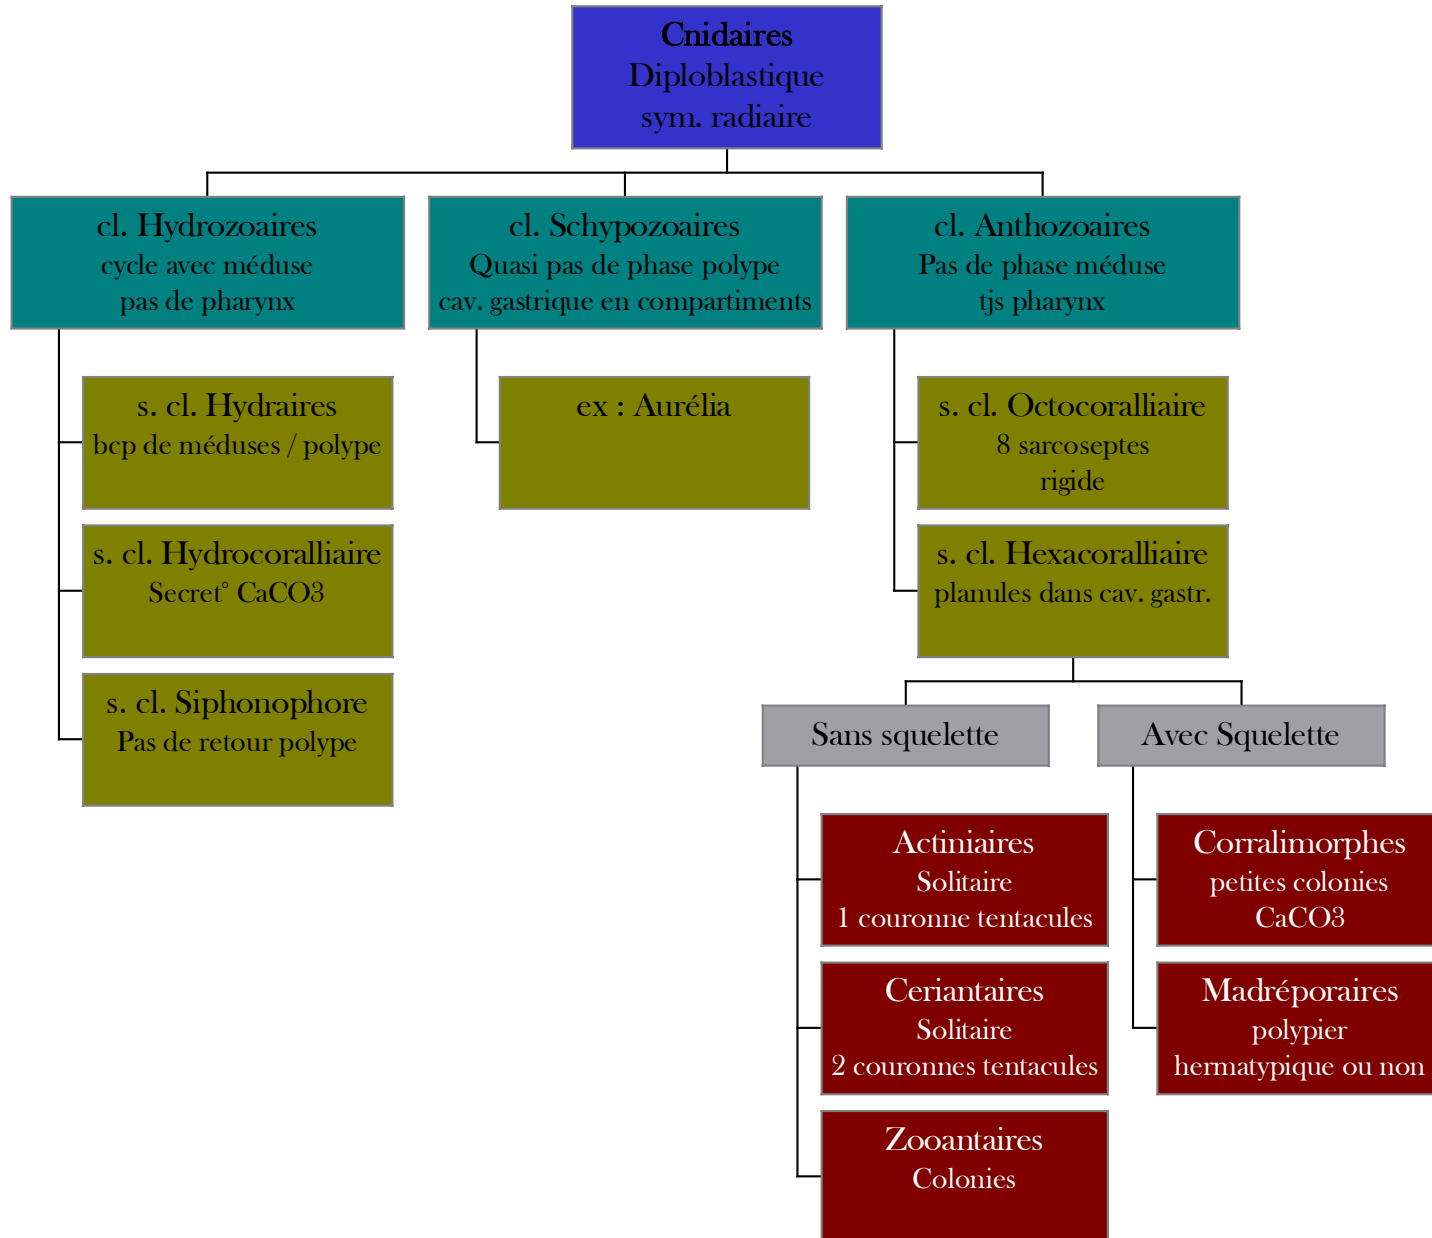 Cnidaires
Diploblastique
sym. radiaire
cl. Hydrozoaires
cycle avec méduse
pas de pharynx
cl. Schypozoaires
Quasi pas de phase polype
cav. gastrique en compartiments
cl. Anthozoaires
Pas de phase méduse
tjs pharynx
s. cl. Hydraires
bcp de méduses / polype
s. cl. Hydrocoralliaire
Secret° CaCO3
s. cl. Siphonophore
Pas de retour polype
ex : Aurélia
s. cl. Octocoralliaire
8 sarcoseptes
rigide
s. cl. Hexacoralliaire
planules dans cav. gastr.
Sans squelette
Avec Squelette
Actiniaires
Solitaire
1 couronne tentacules
Ceriantaires
Solitaire
2 couronnes tentacules
Zooantaires
Colonies
Corralimorphes
petites colonies
CaCO3
Madréporaires
polypier
hermatypique ou non